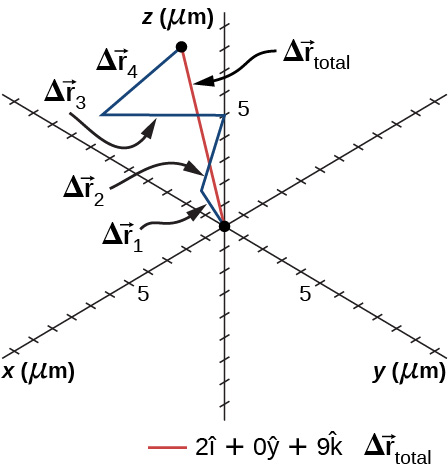 z (μm)
Δr⃗₄
Δr⃗total
Δr⃗₃
5
Δr⃗₂
Δr⃗₁
5
5
x (μm)
y (μm)
2î + 0ŷ + 9k̂ Δr⃗total